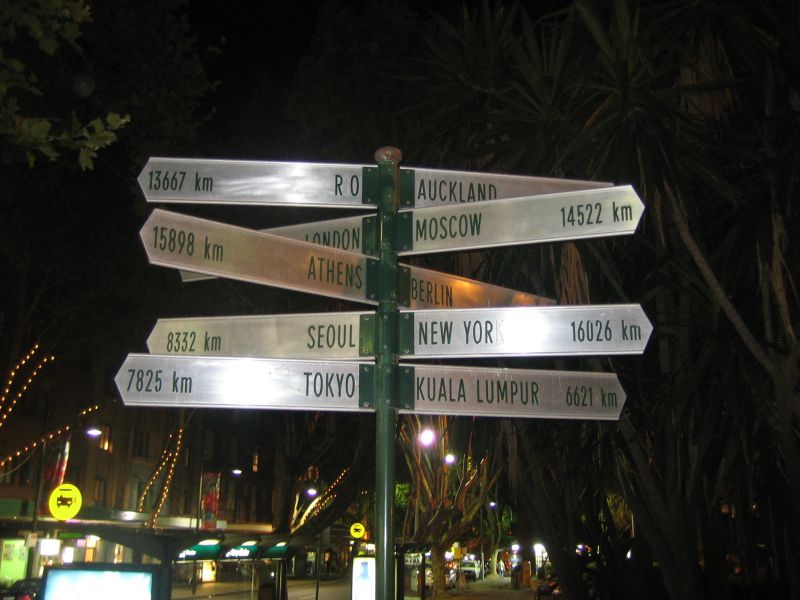 13667 km RIO
AUCKLAND
LONDON
MOSCOW 14522 km
15898 km ATHENS
BERLIN
8332 km SEOUL
NEW YORK 16026 km
7825 km TOKYO
KUALA LUMPUR 6621 km